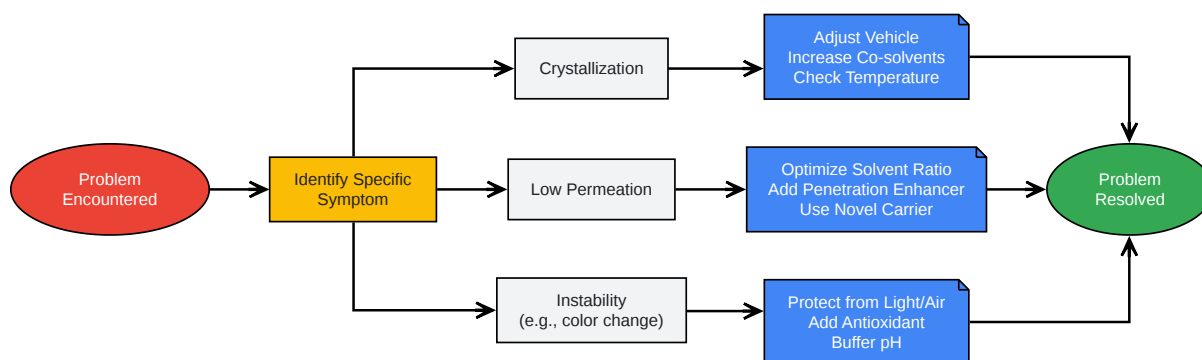 Problem
Encountered
Identify Specific
Symptom
Crystallization
Adjust Vehicle
Increase Co-solvents
Check Temperature
Low Permeation
Optimize Solvent Ratio
Add Penetration Enhancer
Use Novel Carrier
Instability
(e.g., color change)
Protect from Light/Air
Add Antioxidant
Buffer pH
Problem
Resolved